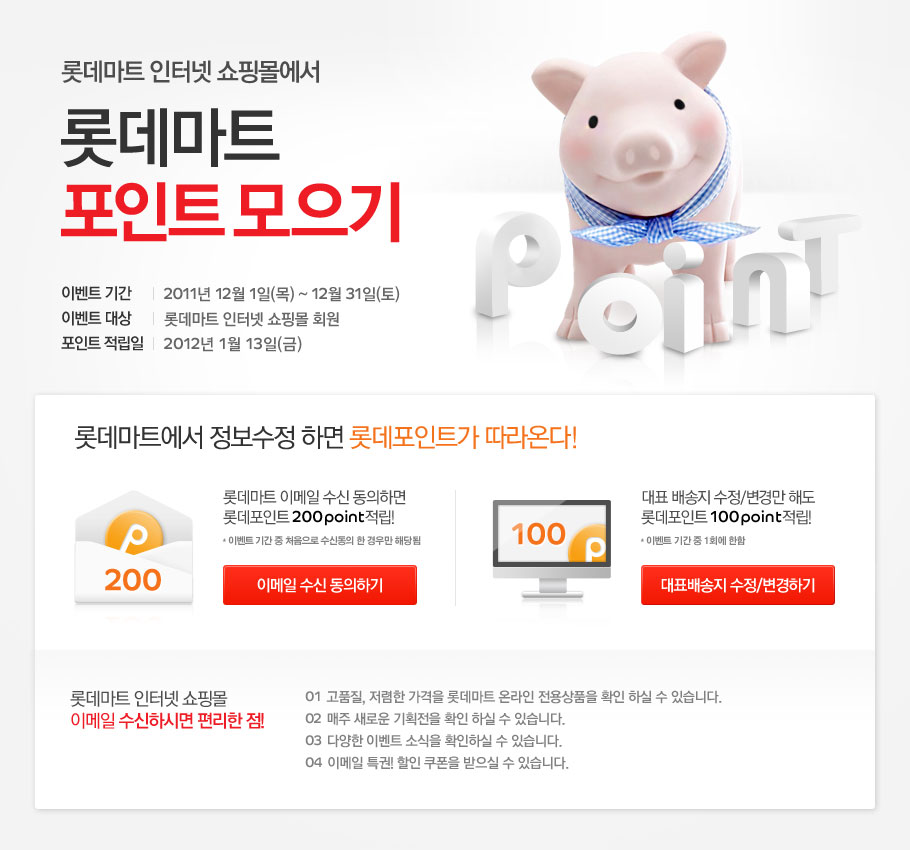 롯데마트 인터넷 쇼핑몰에서
롯데마트
포인트 모으기
이벤트 기간 2011년 12월 1일(목) ~ 12월 31일(토)
이벤트 대상 롯데마트 인터넷 쇼핑몰 회원
포인트 적립일 2012년 1월 13일(금)
PoinT
롯데마트에서 정보수정 하면 롯데포인트가 따라온다!
P
200
롯데마트 이메일 수신 동의하면
롯데포인트 200point적립!
* 이벤트 기간 중 처음으로 수신동의 한 경우만 해당됨
이메일 수신 동의하기
100
P
대표 배송지 수정/변경만 해도
롯데포인트 100point적립!
* 이벤트 기간 중 1회에 한함
대표배송지 수정/변경하기
롯데마트 인터넷 쇼핑몰
이메일 수신하시면 편리한 점!
01 고품질, 저렴한 가격을 롯데마트 온라인 전용상품을 확인 하실 수 있습니다.
02 매주 새로운 기획전을 확인 하실 수 있습니다.
03 다양한 이벤트 소식을 확인하실 수 있습니다.
04 이메일 특권! 할인 쿠폰을 받으실 수 있습니다.